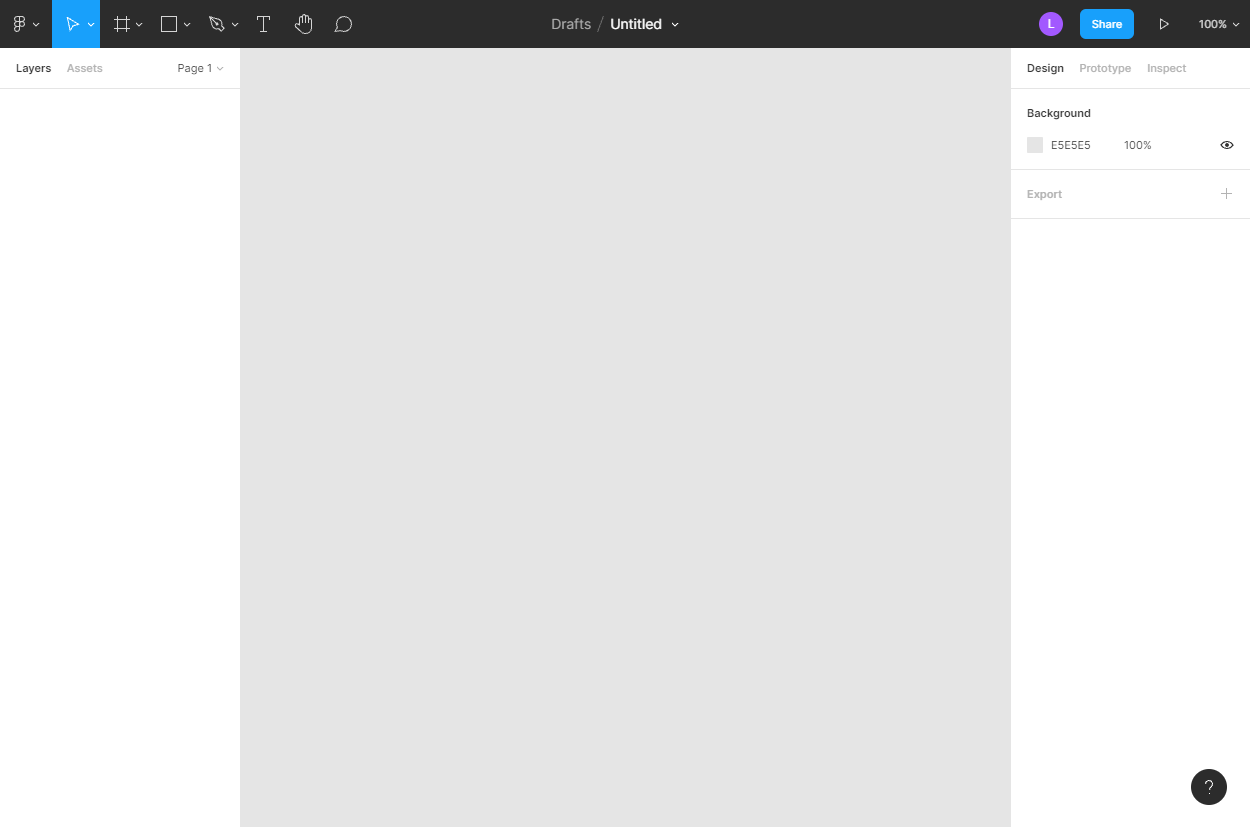 Drafts / Untitled
L
Share
100%
Layers Assets Page 1
Design Prototype Inspect
Background
E5E5E5 100%
Export
?